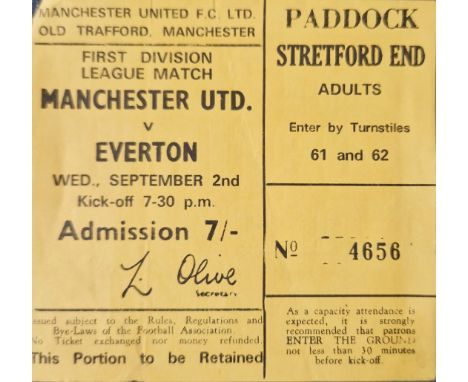 MANCHESTER UNITED F.C. LTD.
OLD TRAFFORD, MANCHESTER
FIRST DIVISION
LEAGUE MATCH
MANCHESTER UTD.
v
EVERTON
WED., SEPTEMBER 2nd
Kick-off 7-30 p.m.
Admission 7/-
L. Olive
Secretary
issued subject to the Rules, Regulations and
Bye-Laws of the Football Association.
No Ticket exchanged nor money refunded.
This Portion to be Retained
PADDOCK
STRETFORD END
ADULTS
Enter by Turnstiles
61 and 62
No 4656
As a capacity attendance is
expected, it is strongly
recommended that patrons
ENTER THE GROUND
not less than 30 minutes
before kick-off.